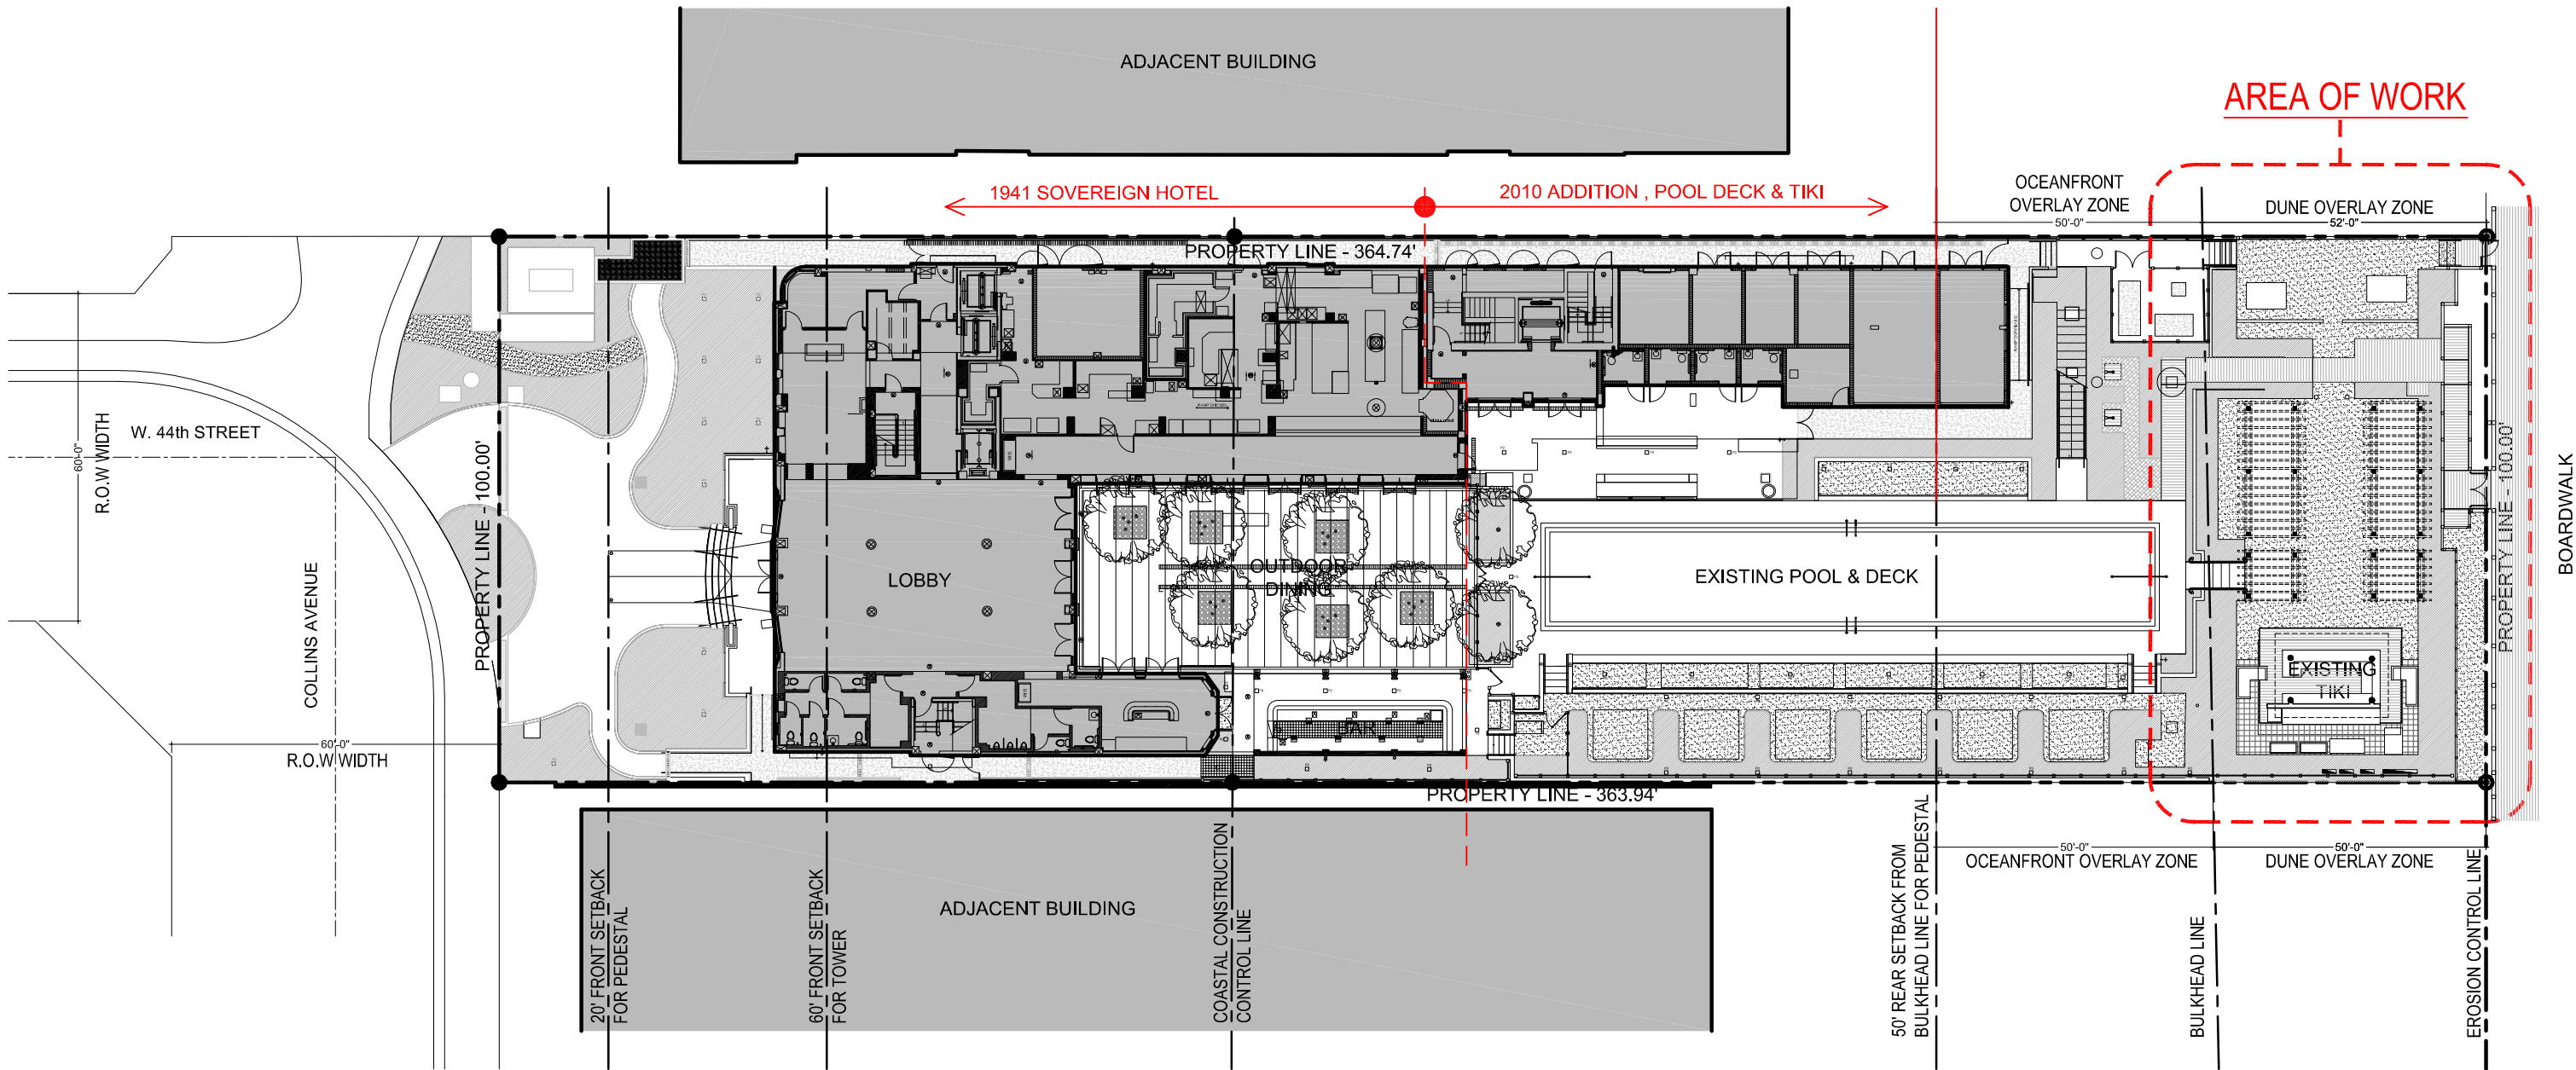 ADJACENT BUILDING
AREA OF WORK
1941 SOVEREIGN HOTEL
2010 ADDITION , POOL DECK & TIKI
OCEANFRONT
OVERLAY ZONE
50'-0"
DUNE OVERLAY ZONE
52'-0"
PROPERTY LINE - 364.74'
W. 44th STREET
60'-0"
R.O.W WIDTH
COLLINS AVENUE
60'-0"
R.O.W WIDTH
PROPERTY LINE - 100.00'
LOBBY
OUTDOOR
DINING
BAR
EXISTING POOL & DECK
EXISTING
TIKI
PROPERTY LINE - 100.00'
BOARDWALK
PROPERTY LINE - 363.94'
ADJACENT BUILDING
20' FRONT SETBACK
FOR PEDESTAL
60' FRONT SETBACK
FOR TOWER
COASTAL CONSTRUCTION
CONTROL LINE
50' REAR SETBACK FROM
BULKHEAD LINE FOR PEDESTAL
50'-0"
OCEANFRONT OVERLAY ZONE
50'-0"
DUNE OVERLAY ZONE
BULKHEAD LINE
EROSION CONTROL LINE